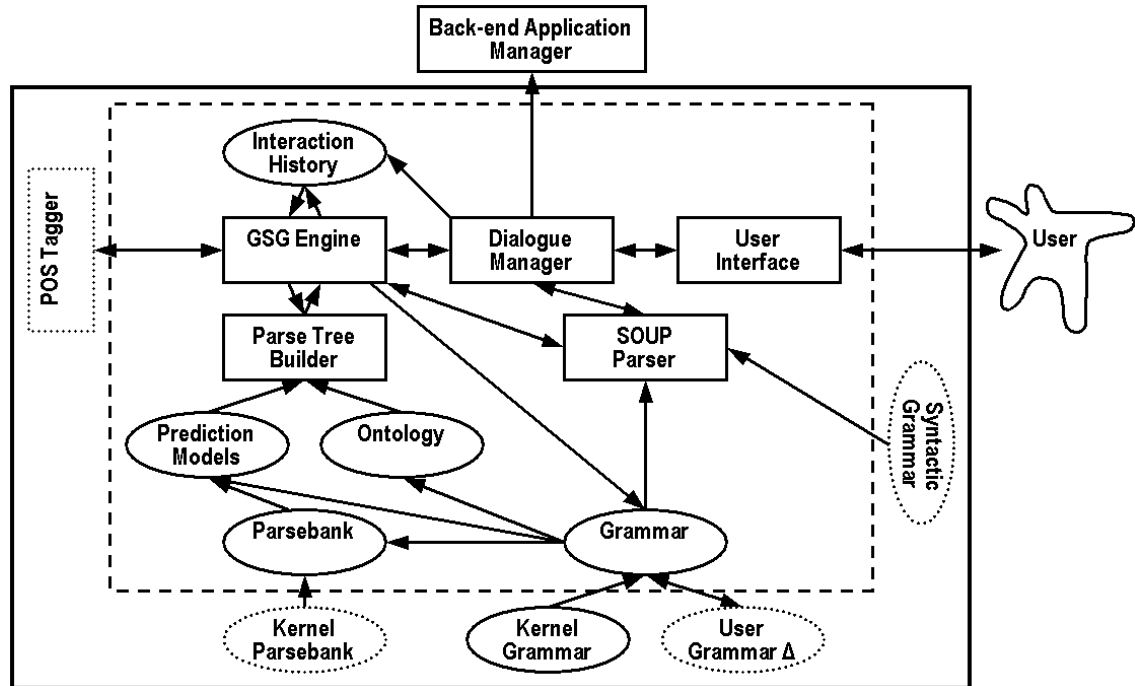 Back-end Application
Manager
Interaction
History
POS Tagger
GSG Engine
Dialogue
Manager
User
Interface
User
Parse Tree
Builder
SOUP
Parser
Syntactic
Grammar
Prediction
Models
Ontology
Parsebank
Grammar
Kernel
Parsebank
Kernel
Grammar
User
Grammar Δ